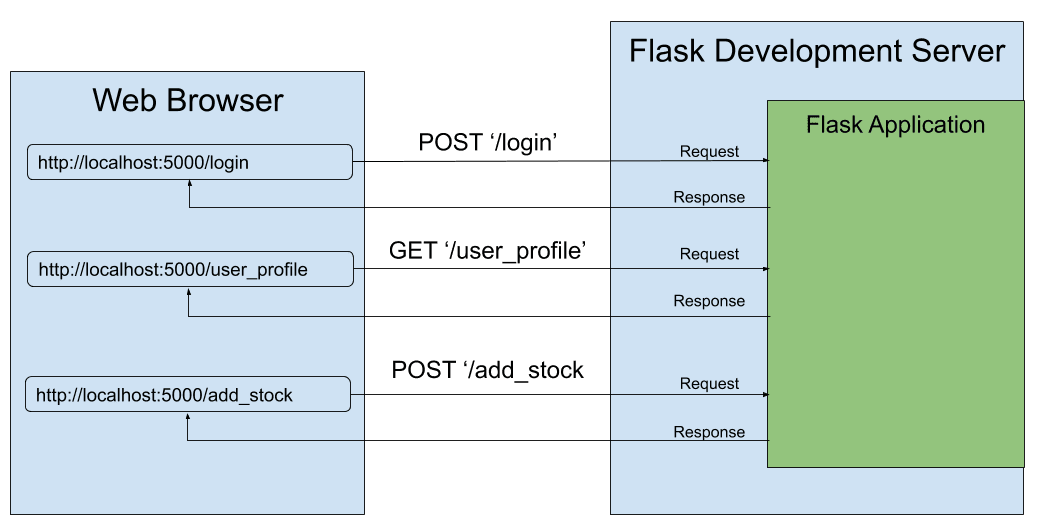 Flask Development Server
Web Browser
Flask Application
POST ‘/login’
http://localhost:5000/login
Request
Response
GET ‘/user_profile’
http://localhost:5000/user_profile
Request
Response
POST ‘/add_stock
http://localhost:5000/add_stock
Request
Response